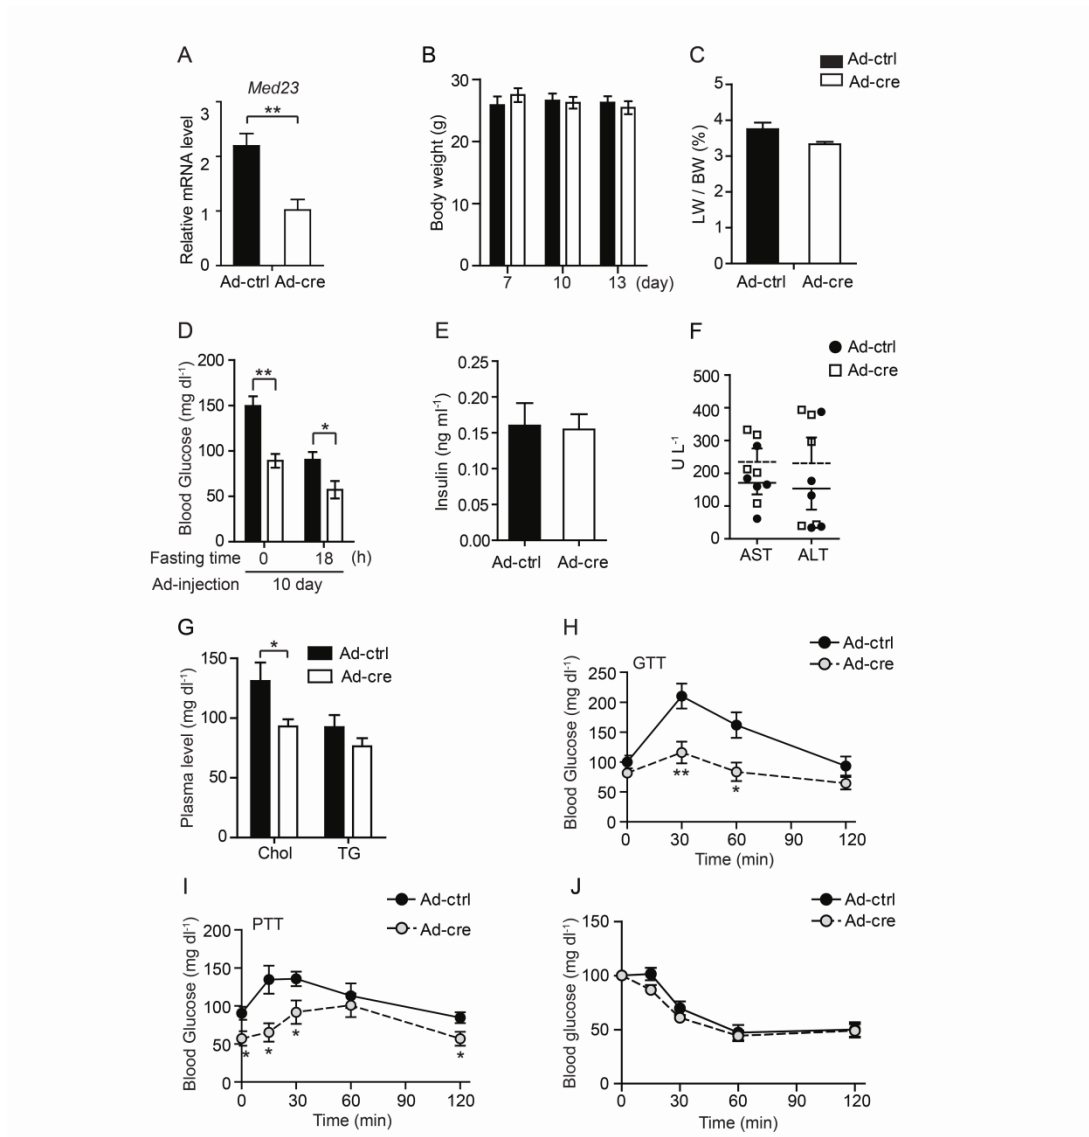 A
Med23
**
Relative mRNA level
3
2
1
0
Ad-ctrl Ad-cre
B
Body weight (g)
30
20
10
0
7 10 13 (day)
C
Ad-ctrl
Ad-cre
LW / BW (%)
5
4
3
2
1
0
Ad-ctrl Ad-cre
D
Blood Glucose (mg dl⁻¹)
200
150
100
50
0
**
*
Fasting time 0 18 (h)
Ad-injection 10 day
E
Insulin (ng ml⁻¹)
0.25
0.20
0.15
0.10
0.05
0.00
Ad-ctrl Ad-cre
F
Ad-ctrl
Ad-cre
U L⁻¹
500
400
300
200
100
0
AST ALT
G
Ad-ctrl
Ad-cre
Plasma level (mg dl⁻¹)
150
100
50
0
*
Chol TG
H
GTT
Ad-ctrl
Ad-cre
Blood Glucose (mg dl⁻¹)
250
200
150
100
50
0
**
*
0 30 60 90 120
Time (min)
I
PTT
Ad-ctrl
Ad-cre
Blood Glucose (mg dl⁻¹)
200
150
100
50
0
* * * *
0 30 60 90 120
Time (min)
J
Ad-ctrl
Ad-cre
Blood glucose (mg dl⁻¹)
150
100
50
0
0 30 60 90 120
Time (min)